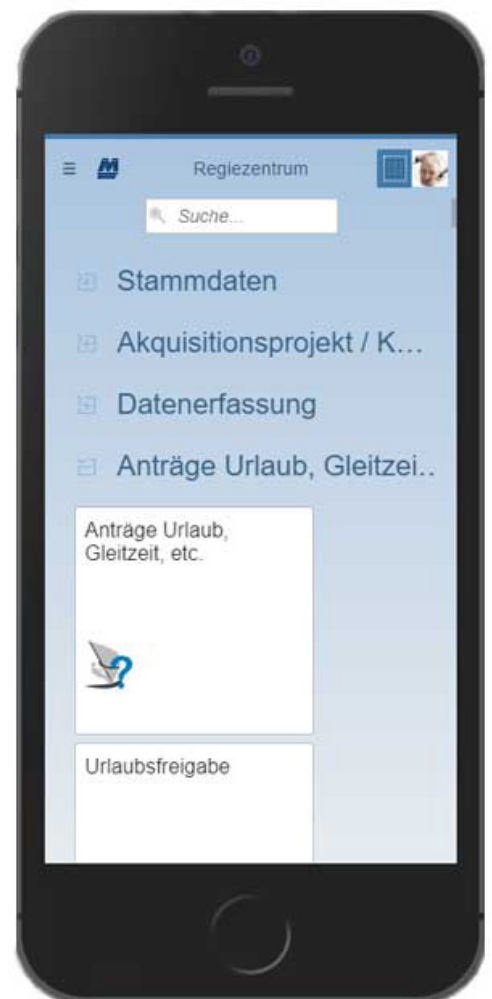 Regiezentrum
Suche...
Stammdaten
Akquisitionsprojekt / K...
Datenerfassung
Anträge Urlaub, Gleitzei..
Anträge Urlaub,
Gleitzeit, etc.
?
Urlaubsfreigabe